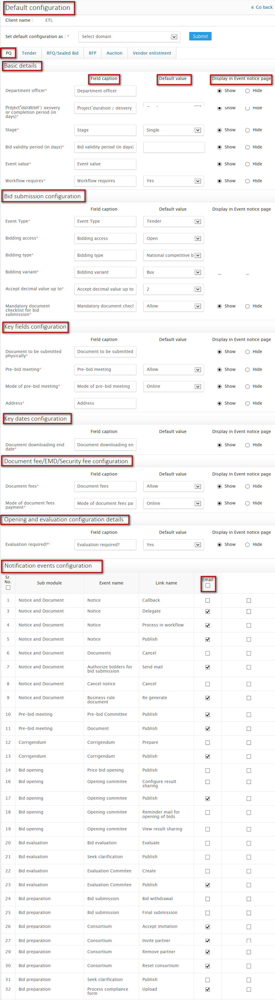 Default configuration
« Go back
Client name : ETL
Set default configuration as : * Select domain Submit
PQ Tender RFQ/Sealed Bid RFP Auction Vendor enlistment
Basic details
Field caption Default value Display in Event notice page
Department officer* Department officer Show Hide
Project duration / delivery Project duration / delivery Show Hide
or completion period (in
days)*
Stage* Stage Single Show Hide
Bid validity period (in days)* Bid validity period (in days) Show Hide
Event value* Event value Show Hide
Workflow requires* Workflow requires Yes Show Hide
Bid submission configuration
Field caption Default value Display in Event notice page
Event Type* Event Type Tender
Bidding access* Bidding access Open
Bidding type* Bidding type National competitive b
Bidding variant* Bidding variant Buy
Accept decimal value up to* Accept decimal value up to 2
Mandatory document Mandatory document checl Allow Show Hide
checklist for bid
submission*
Key fields configuration
Field caption Default value Display in Event notice page
Document to be submitted Document to be submitted Show Hide
physically*
Pre-bid meeting* Pre-bid meeting Allow Show Hide
Mode of pre-bid meeting* Mode of pre-bid meeting Online Show Hide
Address* Address Show Hide
Key dates configuration
Field caption Default value Display in Event notice page
Document downloading end Document downloading en Show Hide
date*
Document fee/EMD/Security fee configuration
Field caption Default value Display in Event notice page
Document fees* Document fees Allow Show Hide
Mode of document fees Mode of document fees pa Online Show Hide
payment*
Opening and evaluation configuration details
Field caption Default value Display in Event notice page
Evaluation required?* Evaluation required? Yes Show Hide
Notification events configuration
Sr. No. Sub module Event name Link name Email
1 Notice and Document Notice Callback
3 Notice and Document Notice Delegate
4 Notice and Document Notice Process in workflow
5 Notice and Document Notice Publish
6 Notice and Document Documents Cancel
7 Notice and Document Authorize bidders for Send mail
bid submission
8 Notice and Document Cancel notice Cancel
9 Notice and Document Business rule Re generate
document
10 Pre-bid meeting Pre-bid Committee Publish
11 Pre-bid meeting Document Publish
12 Corrigendum Corrigendum Prepare
13 Corrigendum Corrigendum Publish
14 Bid opening Price bid opening Publish
16 Bid opening Opening commitee Configure result
sharing
17 Bid opening Opening commitee Publish
18 Bid opening Opening commitee Reminder mail for
opening of bids
19 Bid opening Opening commitee View result sharing
20 Bid evaluation Bid evaluation Evaluate
21 Bid evaluation Seek clarification Publish
22 Bid evaluation Evaluation Commitee Create
23 Bid evaluation Evaluation Commitee Publish
24 Bid preparation Bid submission Bid withdrawal
25 Bid preparation Bid submission Final submission
26 Bid preparation Consortium Accept invitation
27 Bid preparation Consortium Invite partner
29 Bid preparation Consortium Remove partner
30 Bid preparation Consortium Reset consortium
31 Bid preparation Seek clarification Publish
32 Bid preparation Process compliance Upload
form